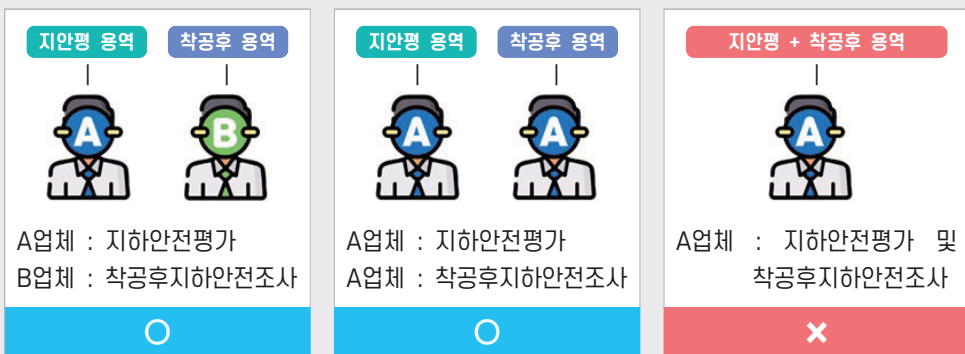 지안평 용역
착공후 용역
A
B
A업체 : 지하안전평가
B업체 : 착공후지하안전조사
O
지안평 용역
착공후 용역
A
A
A업체 : 지하안전평가
A업체 : 착공후지하안전조사
O
지안평 + 착공후 용역
A
A업체 : 지하안전평가 및
착공후지하안전조사
×